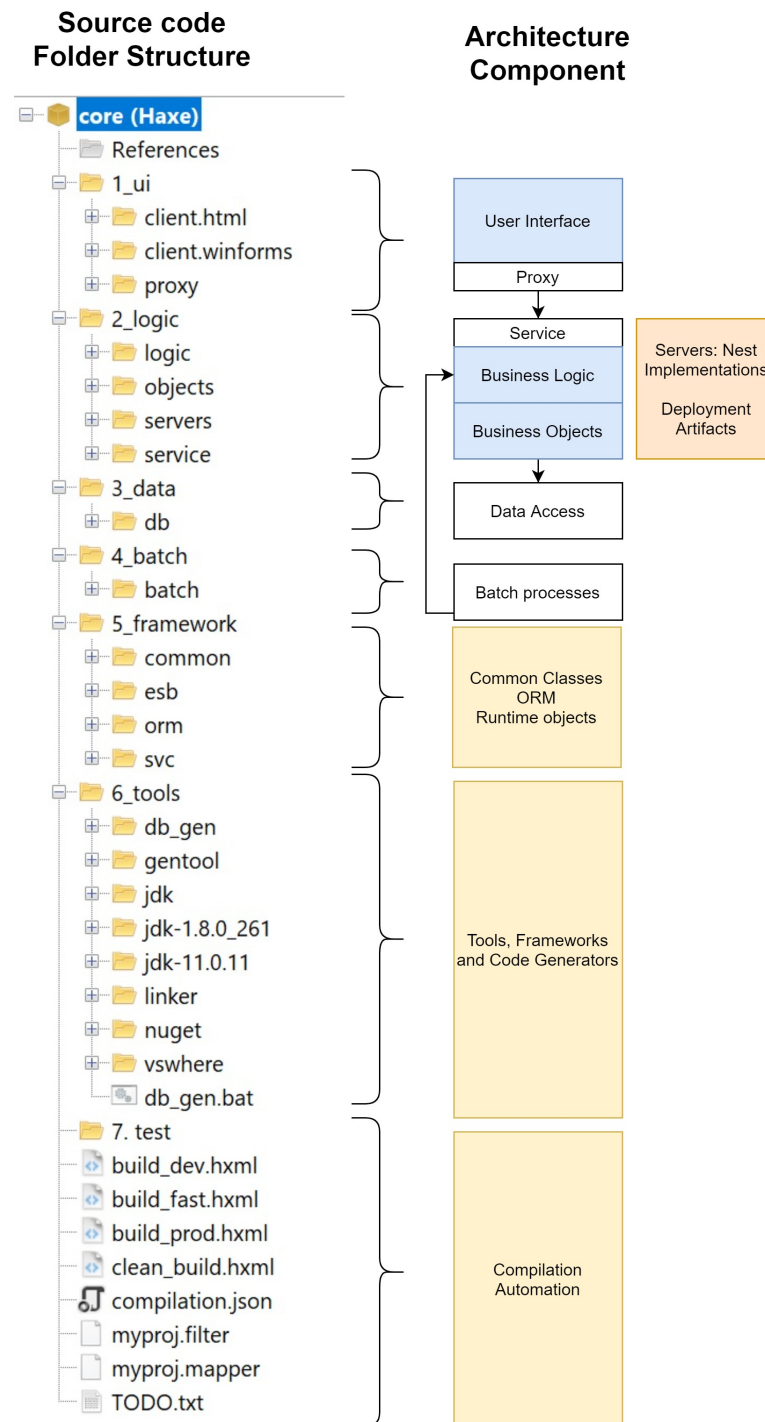 Source code
Folder Structure
Architecture
Component
core (Haxe)
References
1_ui
client.html
client.winforms
proxy
2_logic
logic
objects
servers
service
3_data
db
4_batch
batch
5_framework
common
esb
orm
svc
6_tools
db_gen
gentool
jdk
jdk-1.8.0_261
jdk-11.0.11
linker
nuget
vswhere
db_gen.bat
7. test
build_dev.hxml
build_fast.hxml
build_prod.hxml
clean_build.hxml
compilation.json
myproj.filter
myproj.mapper
TODO.txt
User Interface
Proxy
Service
Business Logic
Business Objects
Servers: Nest
Implementations
Deployment
Artifacts
Data Access
Batch processes
Common Classes
ORM
Runtime objects
Tools, Frameworks
and Code Generators
Compilation
Automation